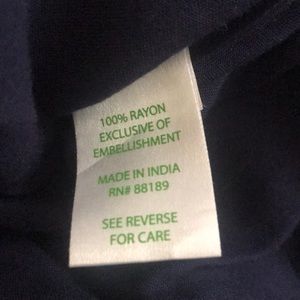 100% RAYON
EXCLUSIVE OF
EMBELLISHMENT
MADE IN INDIA
RN# 88189
SEE REVERSE
FOR CARE